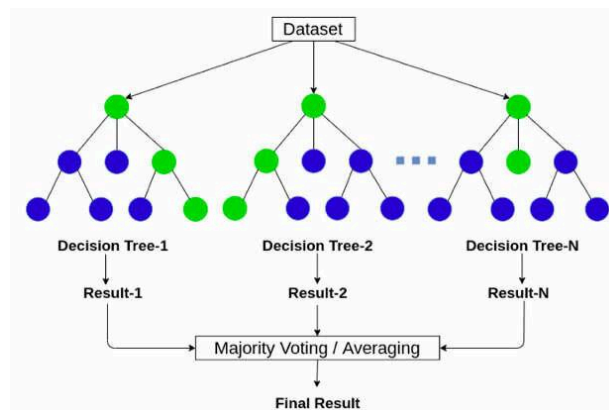 Dataset
Decision Tree-1 Decision Tree-2 Decision Tree-N
Result-1 Result-2 Result-N
Majority Voting / Averaging
Final Result